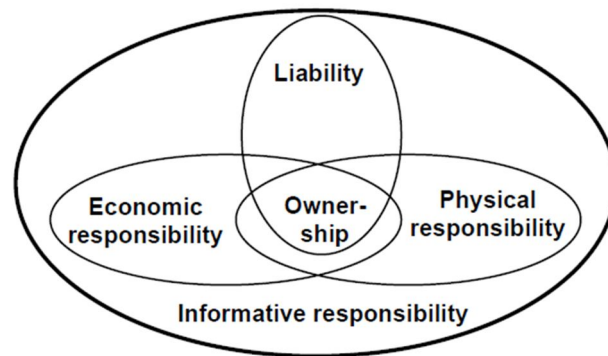 Liability
Economic
responsibility
Owner-
ship
Physical
responsibility
Informative responsibility